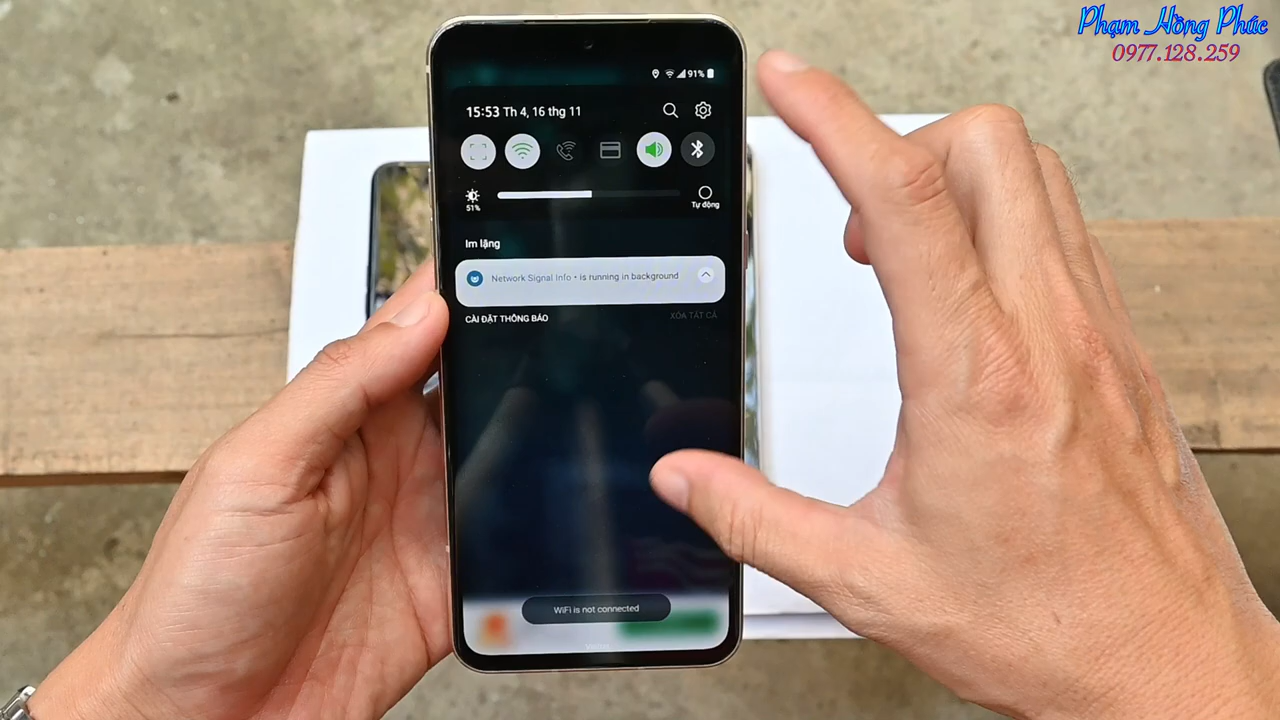 Phạm Hồng Phúc
0977.128.259
91%
15:53 Th 4, 16 thg 11
51%
Tự động
Im lặng
Network Signal Info • is running in background
CÀI ĐẶT THÔNG BÁO
XÓA TẤT CẢ
WiFi is not connected